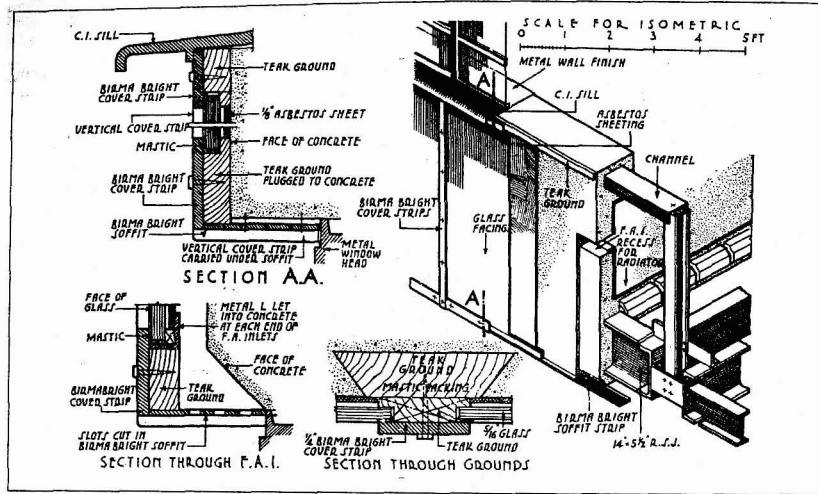 C.I. SILL
TEAK GROUND
BIRMA BRIGHT
COVER STRIP
1/8" ASBESTOS SHEET
VERTICAL COVER STRIP
FACE OF CONCRETE
MASTIC
TEAK GROUND
PLUGGED TO CONCRETE
BIRMA BRIGHT
COVER STRIP
BIRMA BRIGHT
SOFFIT
VERTICAL COVER STRIP
CARRIED UNDER SOFFIT
METAL
WINDOW
HEAD
SECTION A.A.
SCALE FOR ISOMETRIC
0 1 2 3 4 5 FT
A
METAL WALL FINISH
C.I. SILL
ASBESTOS
SHEETING
CHANNEL
TEAK
GROUND
BIRMA
BRIGHT
COVER
STRIPS
GLASS
FACING
F.A.I.
RECESS
FOR
RADIATOR
A
BIRMA BRIGHT
SOFFIT STRIP
14" × 5½" R.S.J.
FACE OF
GLASS
METAL L LET
INTO CONCRETE
AT EACH END OF
F.A. INLETS
MASTIC
FACE OF
CONCRETE
BIRMA BRIGHT
COVER STRIP
TEAK
GROUND
SLOTS CUT IN
BIRMA BRIGHT SOFFIT
SECTION THROUGH F.A.I.
TEAK
GROUND
MASTIC PACKING
¼" BIRMA BRIGHT
COVER STRIP
5/16" GLASS
TEAK
GROUND
SECTION THROUGH GROUNDS